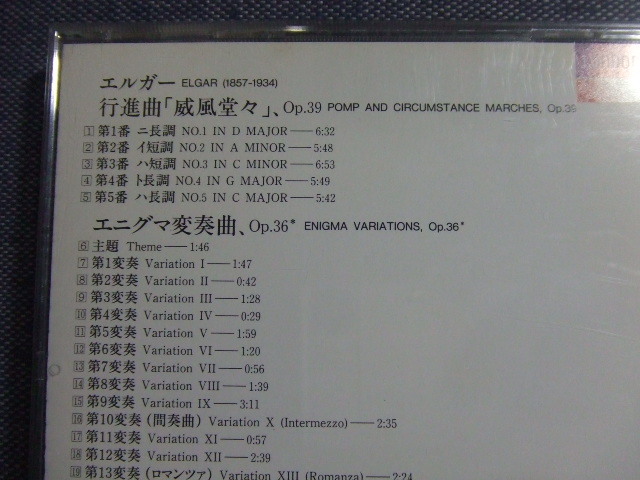 エルガー ELGAR (1857-1934)
行進曲「威風堂々」、Op.39 POMP AND CIRCUMSTANCE MARCHES, Op.39
1 第1番 ニ長調 NO.1 IN D MAJOR——6:32
2 第2番 イ短調 NO.2 IN A MINOR——5:48
3 第3番 ハ短調 NO.3 IN C MINOR——6:53
4 第4番 ト長調 NO.4 IN G MAJOR——5:49
5 第5番 ハ長調 NO.5 IN C MAJOR——5:42
エニグマ変奏曲、Op.36* ENIGMA VARIATIONS, Op.36*
6 主題 Theme——1:46
7 第1変奏 Variation I——1:47
8 第2変奏 Variation II——0:42
9 第3変奏 Variation III——1:28
10 第4変奏 Variation IV——0:29
11 第5変奏 Variation V——1:59
12 第6変奏 Variation VI——1:20
13 第7変奏 Variation VII——0:56
14 第8変奏 Variation VIII——1:39
15 第9変奏 Variation IX——3:11
16 第10変奏（間奏曲）Variation X (Intermezzo)——2:35
17 第11変奏 Variation XI——0:57
18 第12変奏 Variation XII——2:39
19 第13変奏（ロマンツァ）Variation XIII (Romanza)——2:24